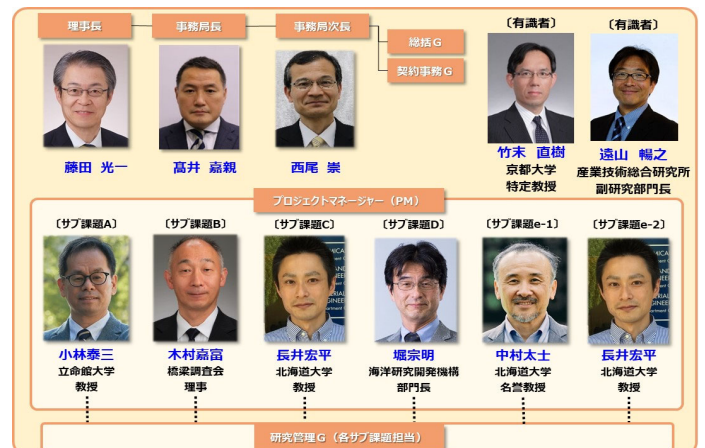 理事長
事務局長
事務局次長
総括G
契約事務G
〔有識者〕
〔有識者〕
藤田 光一
髙井 嘉親
西尾 崇
竹末 直樹
京都大学
特定教授
遠山 暢之
産業技術総合研究所
副研究部門長
プロジェクトマネージャー（PM）
〔サブ課題A〕
〔サブ課題B〕
〔サブ課題C〕
〔サブ課題D〕
〔サブ課題e-1〕
〔サブ課題e-2〕
小林泰三
立命館大学
教授
木村嘉富
橋梁調査会
理事
長井宏平
北海道大学
教授
堀宗明
海洋研究開発機構
部門長
中村太士
北海道大学
名誉教授
長井宏平
北海道大学
教授
研究管理G（各サブ課題担当）